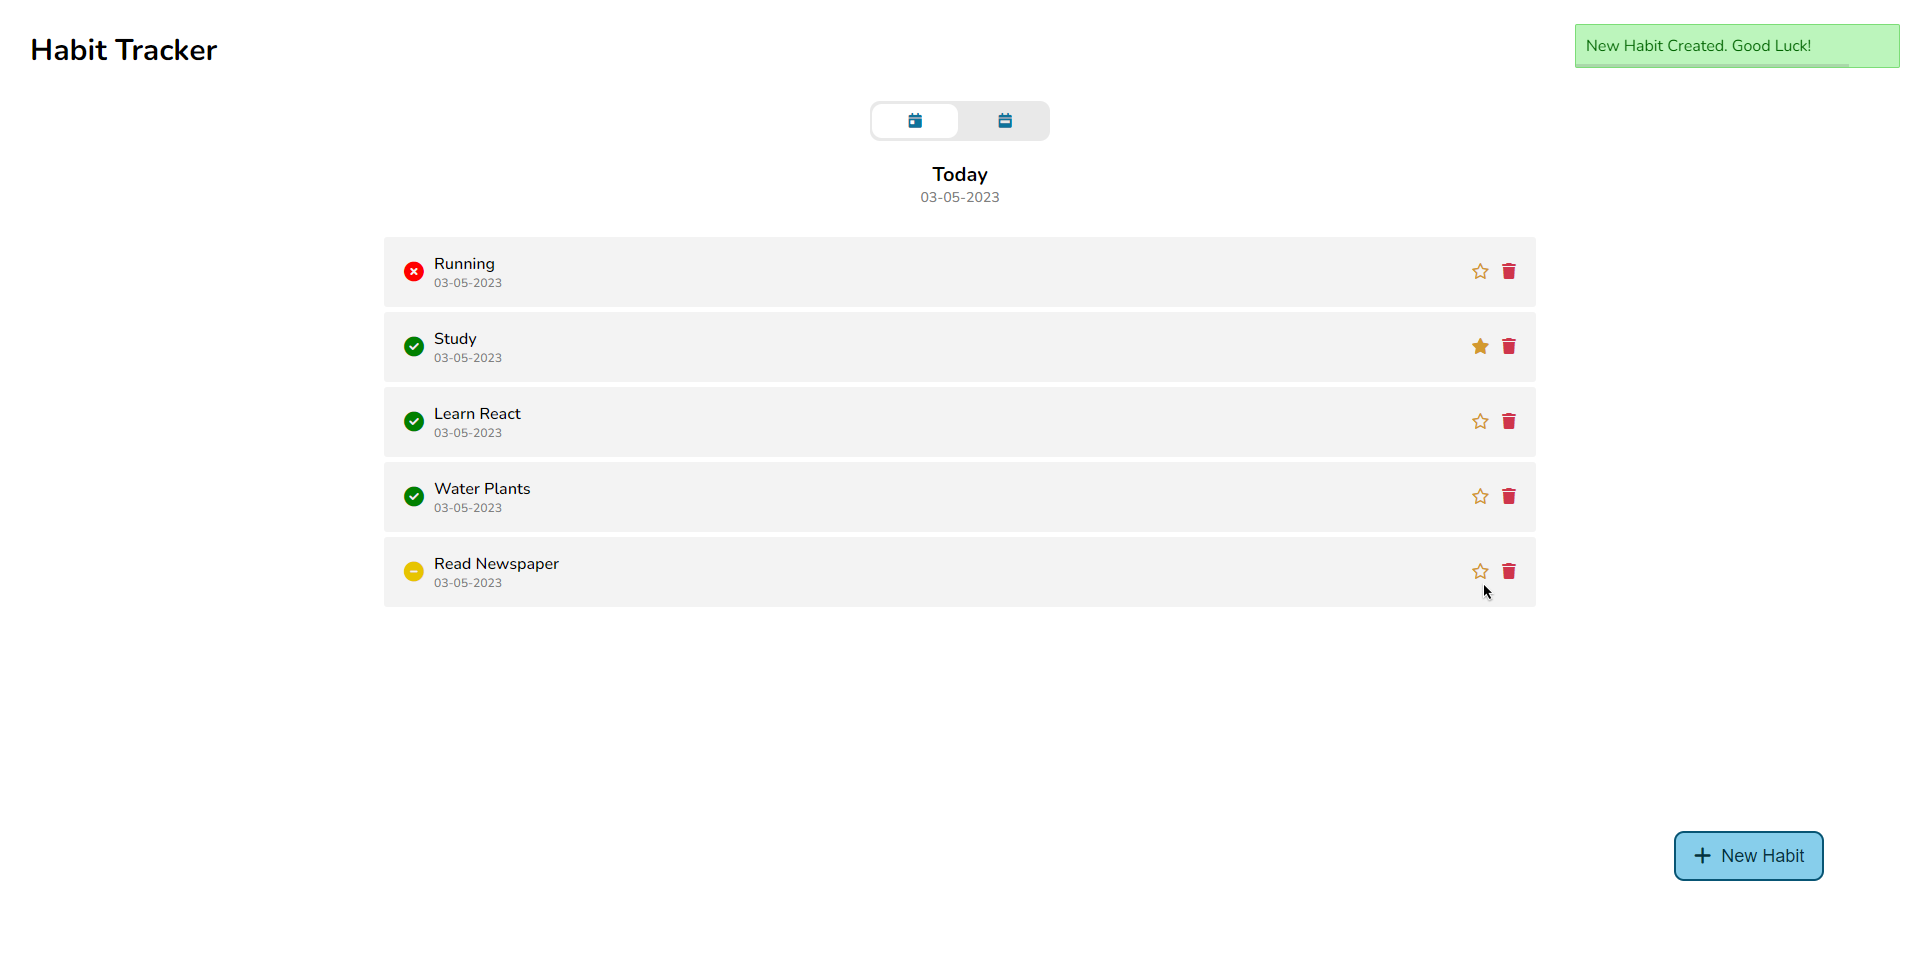 Habit Tracker
New Habit Created. Good Luck!
Today
03-05-2023
Running
03-05-2023
Study
03-05-2023
Learn React
03-05-2023
Water Plants
03-05-2023
Read Newspaper
03-05-2023
New Habit